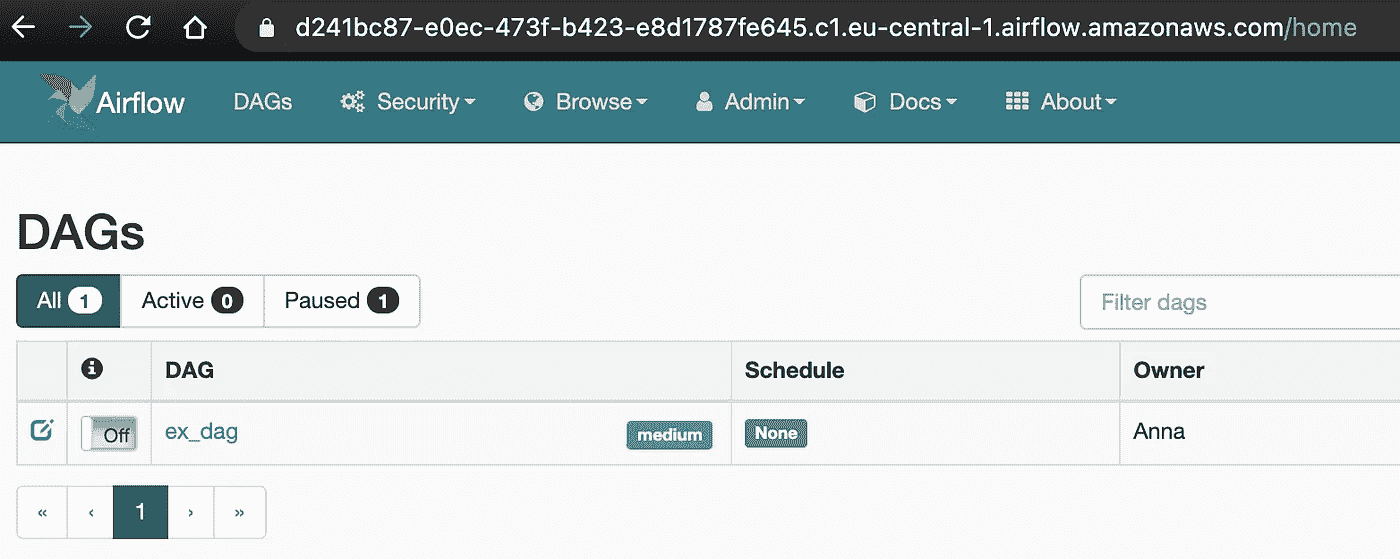 d241bc87-e0ec-473f-b423-e8d1787fe645.c1.eu-central-1.airflow.amazonaws.com/home
Airflow DAGs Security Browse Admin Docs About
DAGs
All 1 Active 0 Paused 1 Filter dags
DAG Schedule Owner
Off ex_dag medium None Anna
« ‹ 1 › »